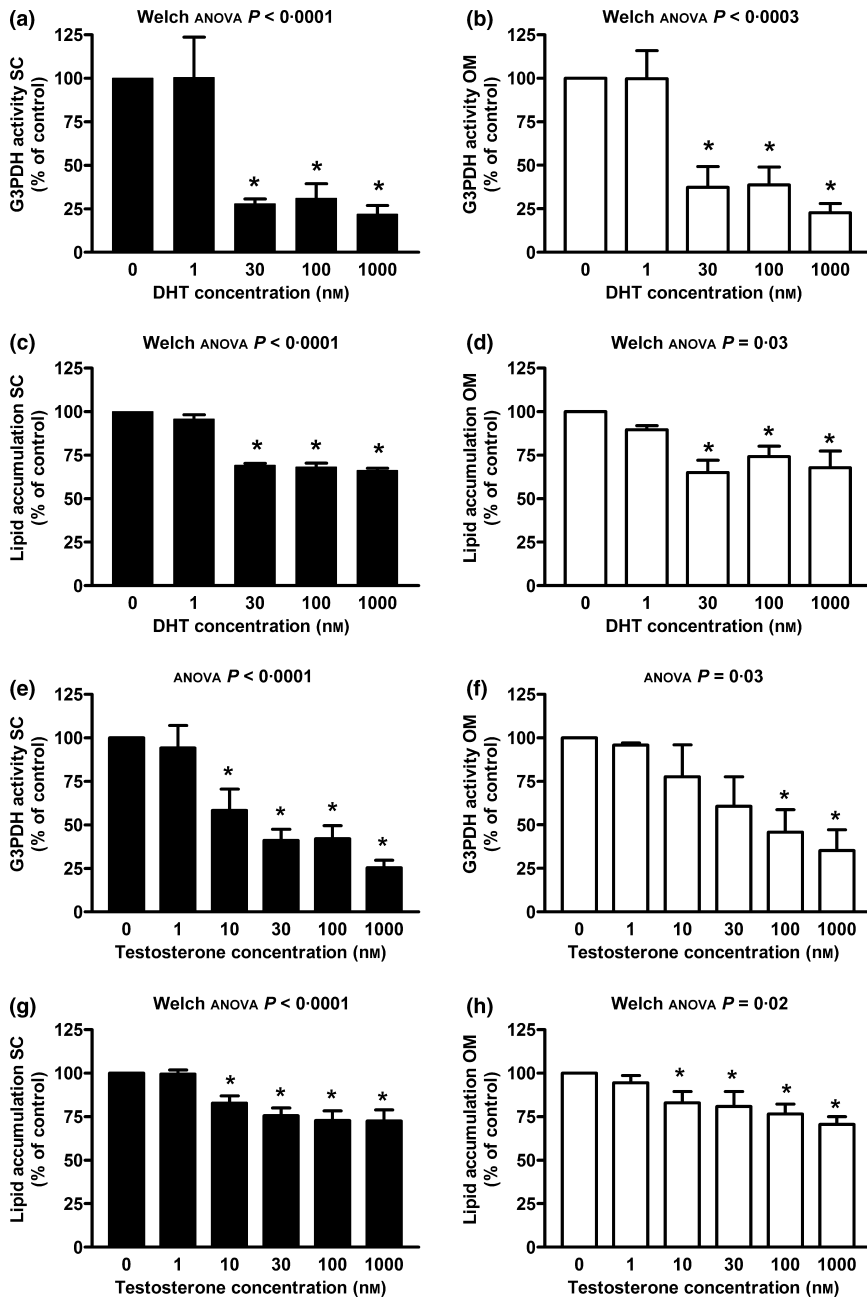 (a)
Welch ANOVA P < 0·0001
G3PDH activity SC
(% of control)
125
100
75
50
25
0
* * *
0 1 30 100 1000
DHT concentration (nM)
(b)
Welch ANOVA P < 0·0003
G3PDH activity OM
(% of control)
125
100
75
50
25
0
* * *
0 1 30 100 1000
DHT concentration (nM)
(c)
Welch ANOVA P < 0·0001
Lipid accumulation SC
(% of control)
125
100
75
50
25
0
* * *
0 1 30 100 1000
DHT concentration (nM)
(d)
Welch ANOVA P = 0·03
Lipid accumulation OM
(% of control)
125
100
75
50
25
0
* * *
0 1 30 100 1000
DHT concentration (nM)
(e)
ANOVA P < 0·0001
G3PDH activity SC
(% of control)
125
100
75
50
25
0
* * * *
0 1 10 30 100 1000
Testosterone concentration (nM)
(f)
ANOVA P = 0·03
G3PDH activity OM
(% of control)
125
100
75
50
25
0
* *
0 1 10 30 100 1000
Testosterone concentration (nM)
(g)
Welch ANOVA P < 0·0001
Lipid accumulation SC
(% of control)
125
100
75
50
25
0
* * * *
0 1 10 30 100 1000
Testosterone concentration (nM)
(h)
Welch ANOVA P = 0·02
Lipid accumulation OM
(% of control)
125
100
75
50
25
0
* * * *
0 1 10 30 100 1000
Testosterone concentration (nM)